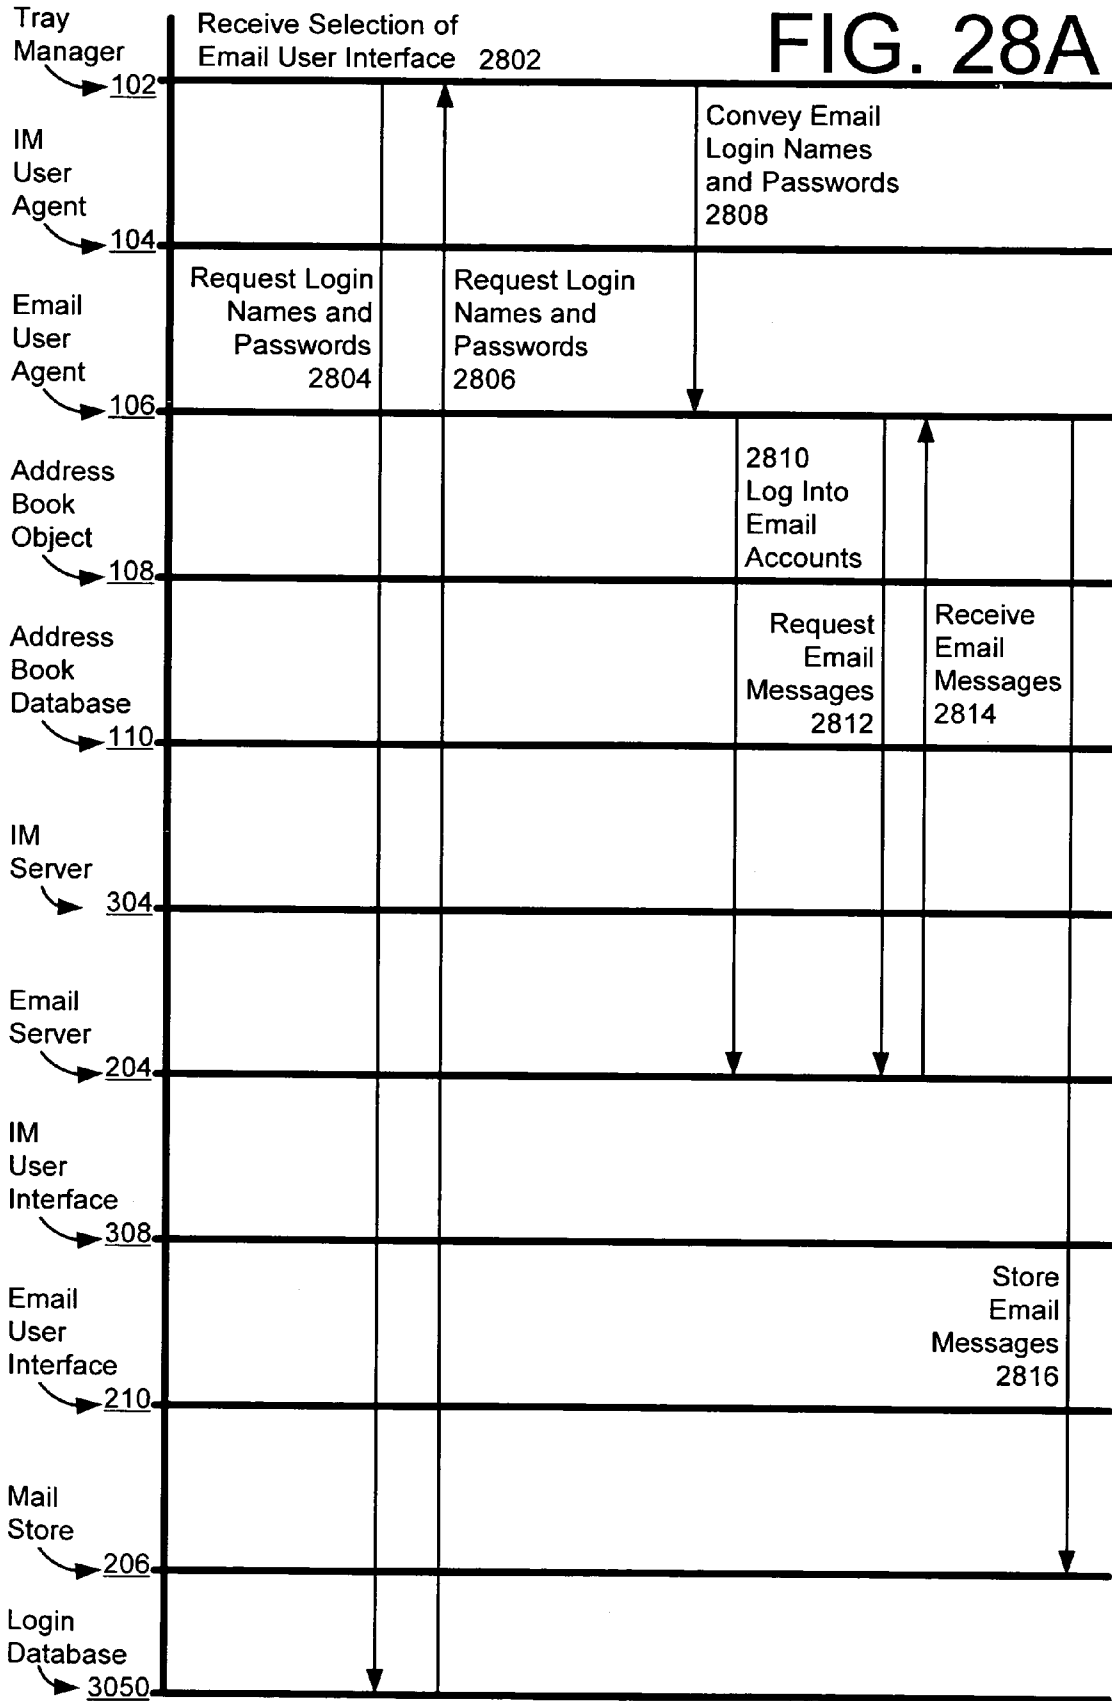 FIG. 28A
Tray
Manager
102
Receive Selection of
Email User Interface 2802
IM
User
Agent
104
Convey Email
Login Names
and Passwords
2808
Email
User
Agent
106
Request Login
Names and
Passwords
2804
Request Login
Names and
Passwords
2806
Address
Book
Object
108
2810
Log Into
Email
Accounts
Address
Book
Database
110
Request
Email
Messages
2812
Receive
Email
Messages
2814
IM
Server
304
Email
Server
204
IM
User
Interface
308
Email
User
Interface
210
Store
Email
Messages
2816
Mail
Store
206
Login
Database
3050